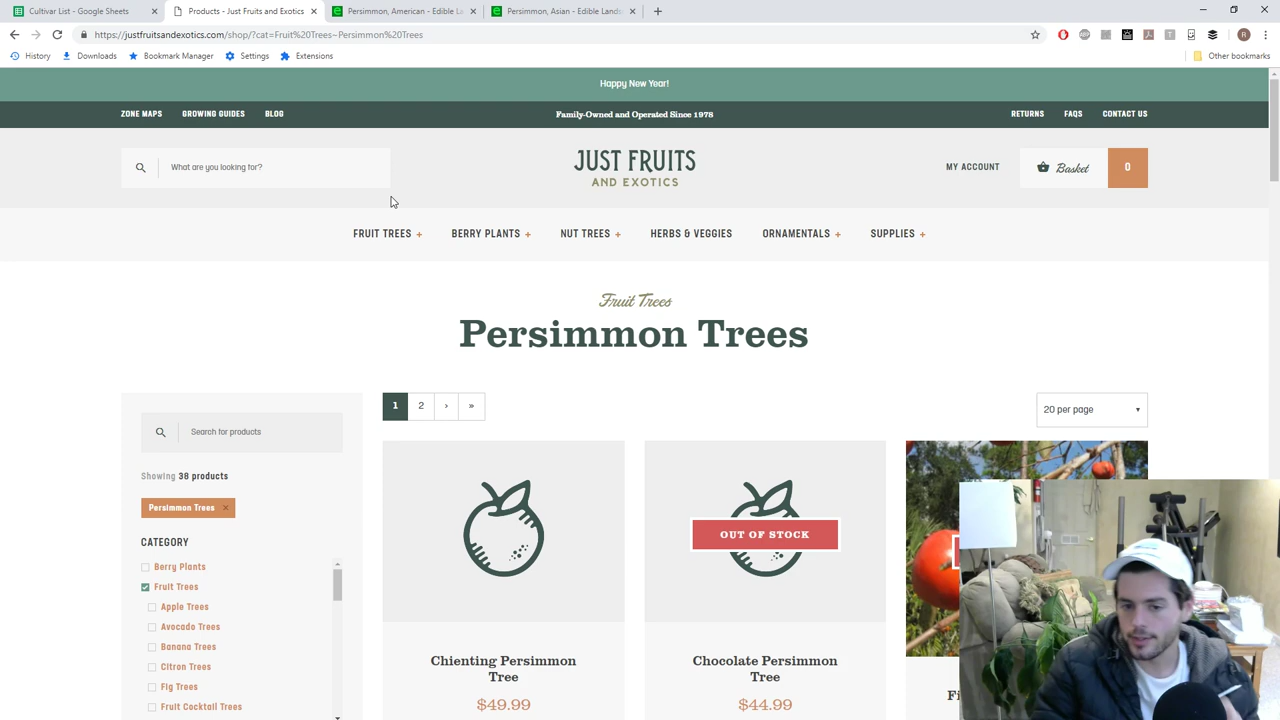 Cultivar List - Google Sheets
Products - Just Fruits and Exotics
Persimmon, American - Edible La
Persimmon, Asian - Edible Lands
https://justfruitsandexotics.com/shop/?cat=Fruit%20Trees~Persimmon%20Trees
History Downloads Bookmark Manager Settings Extensions Other bookmarks
Happy New Year!
ZONE MAPS GROWING GUIDES BLOG Family-Owned and Operated Since 1978 RETURNS FAQS CONTACT US
What are you looking for?
JUST FRUITS
AND EXOTICS
MY ACCOUNT
Basket 0
FRUIT TREES + BERRY PLANTS + NUT TREES + HERBS & VEGGIES ORNAMENTALS + SUPPLIES +
Fruit Trees
Persimmon Trees
1 2 › »
20 per page
Search for products
Showing 38 products
Persimmon Trees ×
CATEGORY
Berry Plants
Fruit Trees
Apple Trees
Avocado Trees
Banana Trees
Citron Trees
Fig Trees
Fruit Cocktail Trees
OUT OF STOCK
Chienting Persimmon
Tree
$49.99
Chocolate Persimmon
Tree
$44.99